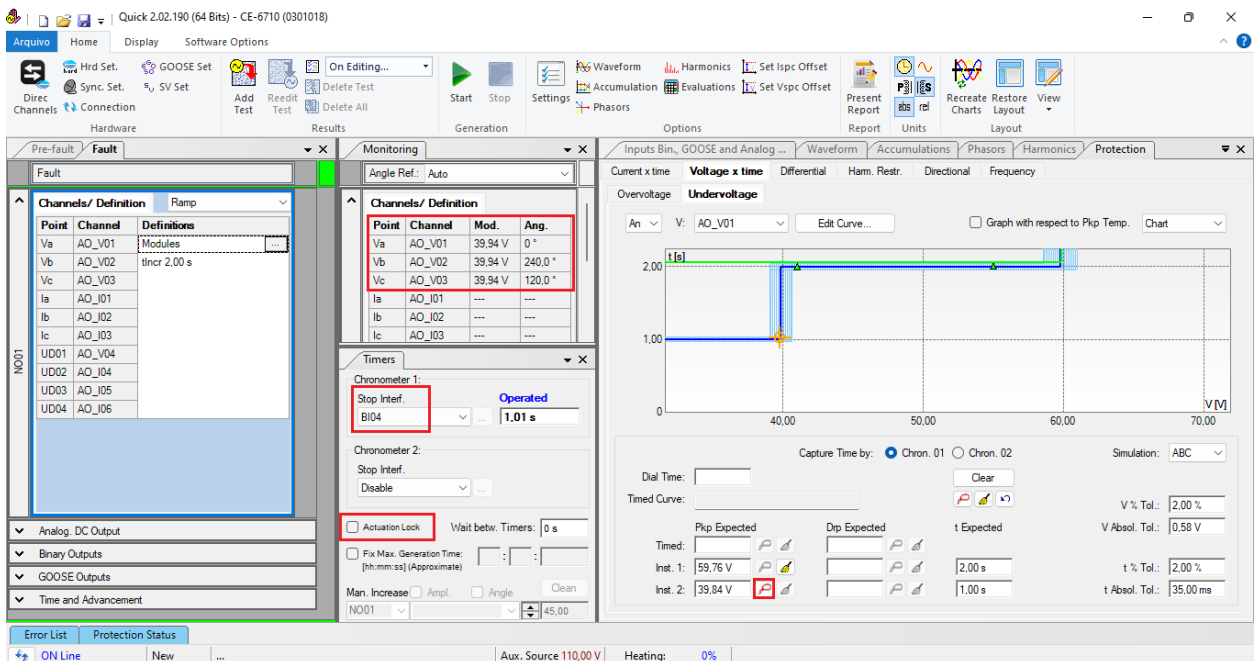 Quick 2.02.190 (64 Bits) - CE-6710 (0301018)
Arquivo Home Display Software Options
Direc Channels
Hrd Set.
Sync. Set.
Connection
GOOSE Set
SV Set
Hardware
Add Test
Reedit Test
On Editing...
Delete Test
Delete All
Results
Start
Stop
Generation
Settings
Waveform
Accumulation
Phasors
Harmonics
Evaluations
Set Ispc Offset
Set Vspc Offset
Options
Present Report
Report
abs rel
Units
Recreate Charts
Restore Layout
View
Layout
Pre-fault Fault
Fault
NO01
Channels/ Definition Ramp
Point Channel Definitions
Va AO_V01 Modules ...
Vb AO_V02 tIncr 2,00 s
Vc AO_V03
Ia AO_I01
Ib AO_I02
Ic AO_I03
UD01 AO_V04
UD02 AO_I04
UD03 AO_I05
UD04 AO_I06
Analog. DC Output
Binary Outputs
GOOSE Outputs
Time and Advancement
Monitoring
Angle Ref.: Auto
Channels/ Definition
Point Channel Mod. Ang.
Va AO_V01 39,94 V 0 °
Vb AO_V02 39,94 V 240,0 °
Vc AO_V03 39,94 V 120,0 °
Ia AO_I01 --- ---
Ib AO_I02 --- ---
Ic AO_I03 --- ---
Timers
Chronometer 1:
Stop Interf. Operated
BI04 ... 1,01 s
Chronometer 2:
Stop Interf.
Disable ...
Actuation Lock Wait betw. Timers: 0 s
Fix Max. Generation Time: : :
[hh:mm:ss] (Approximate)
Man. Increase Ampl. Angle Clean
NO01 45,00
Inputs Bin., GOOSE and Analog ... Waveform Accumulations Phasors Harmonics Protection
Current x time Voltage x time Differential Harm. Restr. Directional Frequency
Overvoltage Undervoltage
An V: AO_V01 Edit Curve... Graph with respect to Pkp Temp. Chart
t [s]
2,00
1,00
0
40,00 50,00 60,00 70,00
V [V]
Capture Time by: Chron. 01 Chron. 02 Simulation: ABC
Dial Time: Clear
Timed Curve: V % Tol.: 2,00 %
Pkp Expected Drp Expected t Expected V Absol. Tol.: 0,58 V
Timed:
Inst. 1: 59,76 V 2,00 s t % Tol.: 2,00 %
Inst. 2: 39,84 V 1,00 s t Absol. Tol.: 35,00 ms
Error List Protection Status
ON Line New ... Aux. Source 110,00 V Heating: 0%